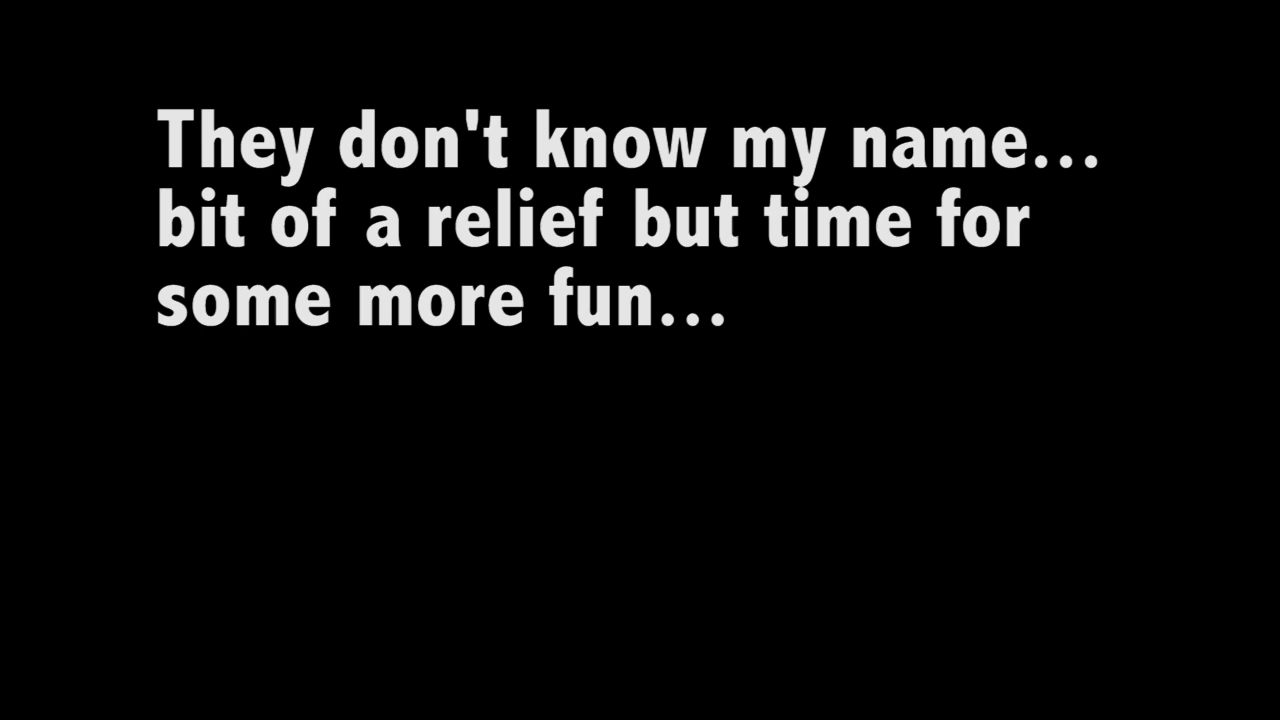 They don't know my name...
bit of a relief but time for
some more fun...